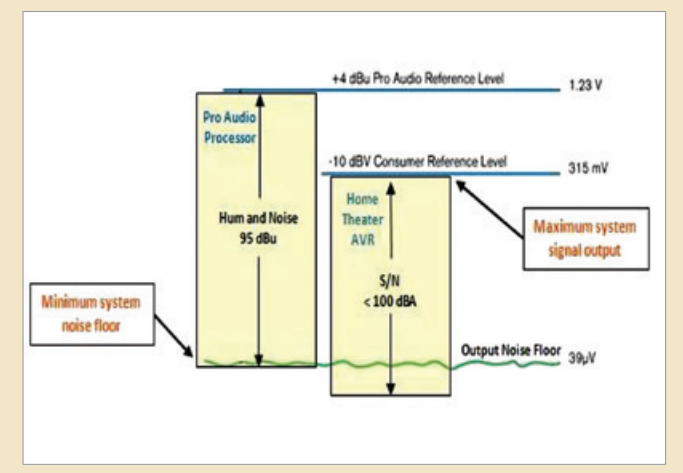 +4 dBu Pro Audio Reference Level
1.23 V
Pro Audio
Processor
-10 dBV Consumer Reference Level
315 mV
Home
Theater
AVR
Hum and Noise
95 dBu
Maximum system
signal output
S/N
< 100 dBA
Minimum system
noise floor
Output Noise Floor
39µV